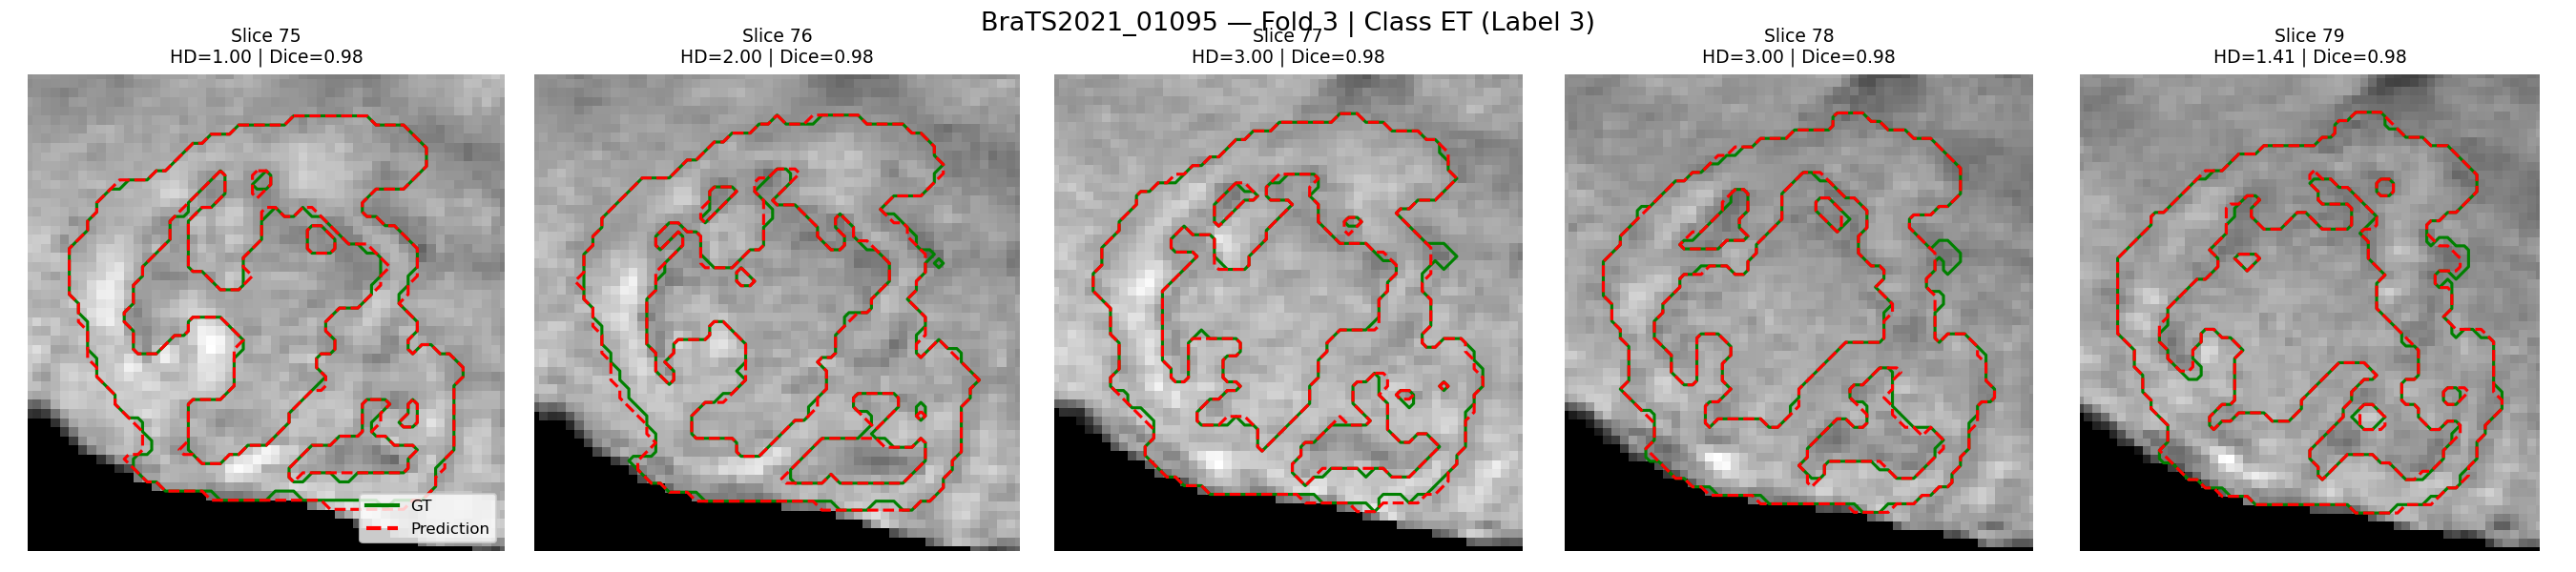 BraTS2021_01095 — Fold 3 | Class ET (Label 3)
Slice 75
HD=1.00 | Dice=0.98
Slice 76
HD=2.00 | Dice=0.98
Slice 77
HD=3.00 | Dice=0.98
Slice 78
HD=3.00 | Dice=0.98
Slice 79
HD=1.41 | Dice=0.98
GT
Prediction